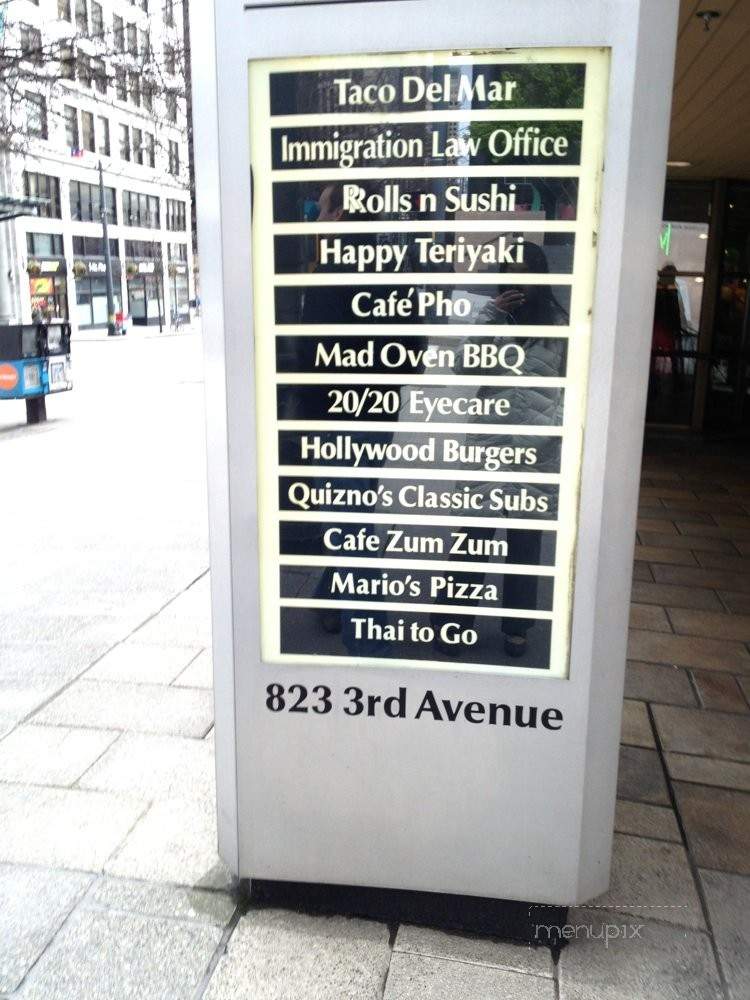 Taco Del Mar
Immigration Law Office
Rolls n Sushi
Happy Teriyaki
Café Pho
Mad Oven BBQ
20/20 Eyecare
Hollywood Burgers
Quizno's Classic Subs
Cafe Zum Zum
Mario's Pizza
Thai to Go
823 3rd Avenue
menupix